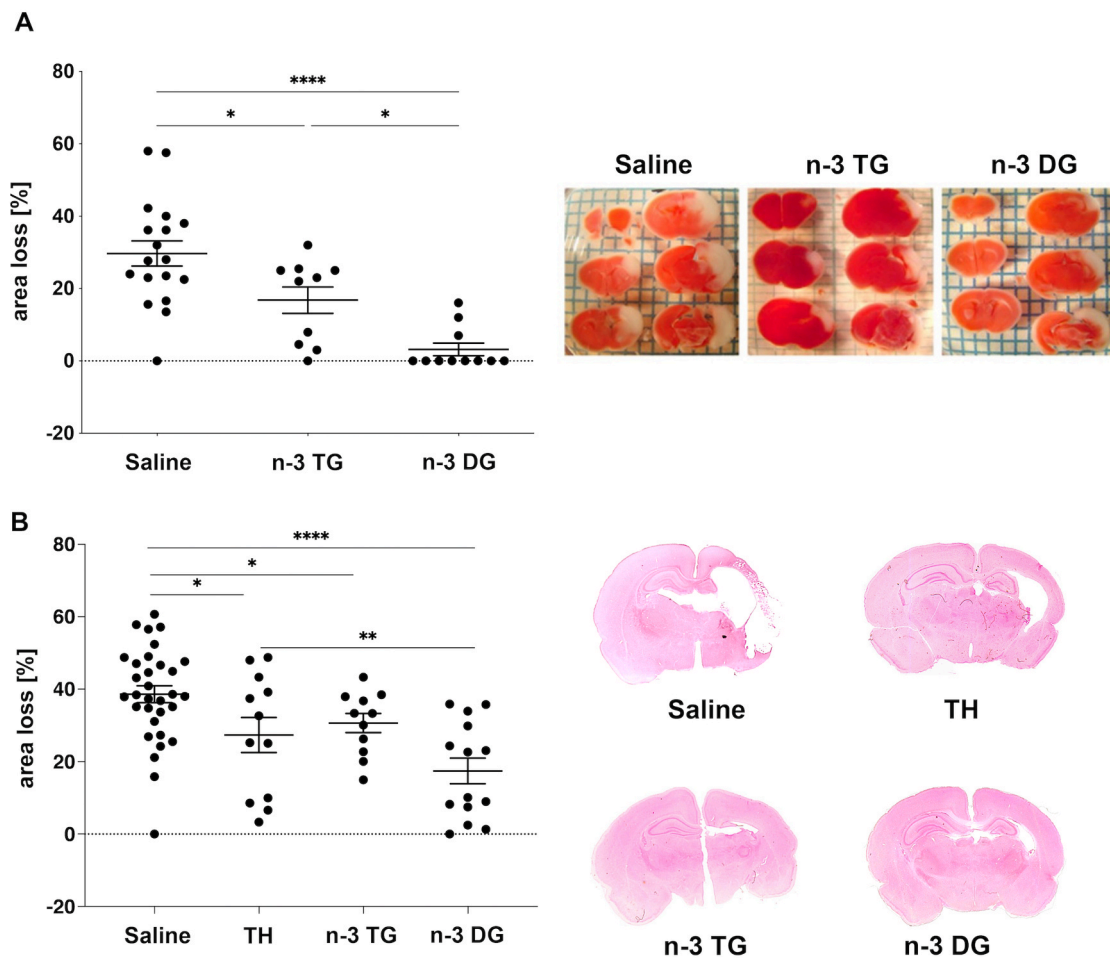 A
80
60
40
20
0
-20
area loss [%]
****
* *
Saline n-3 TG n-3 DG
Saline n-3 TG n-3 DG
B
80
60
40
20
0
-20
area loss [%]
****
*
*
**
Saline TH n-3 TG n-3 DG
Saline TH
n-3 TG n-3 DG